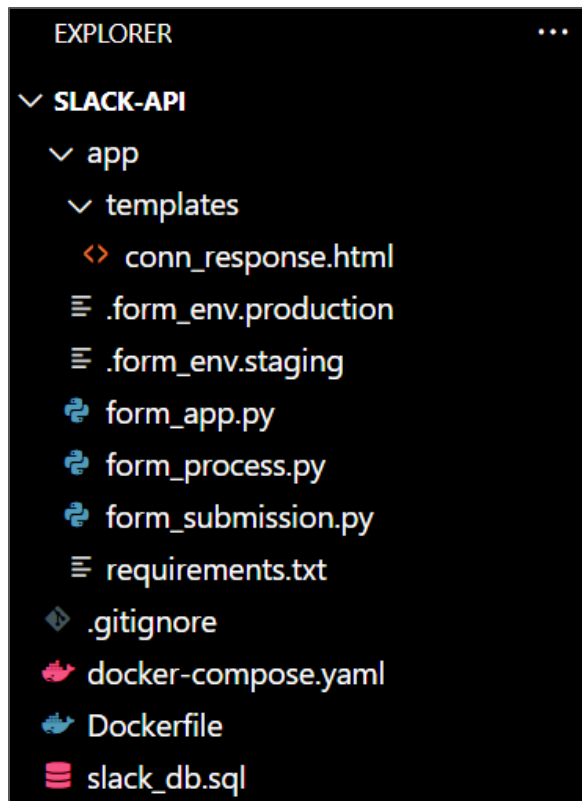 EXPLORER
SLACK-API
app
templates
conn_response.html
.form_env.production
.form_env.staging
form_app.py
form_process.py
form_submission.py
requirements.txt
.gitignore
docker-compose.yaml
Dockerfile
slack_db.sql